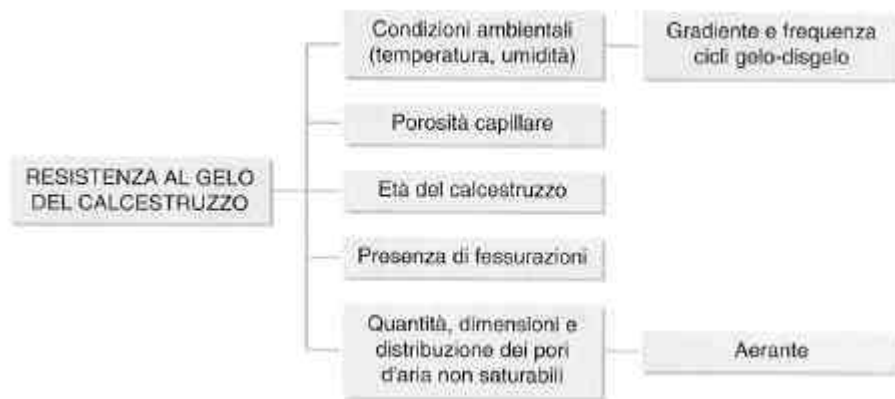 Condizioni ambientali
(temperatura, umidità)
Gradiente e frequenza
cicli gelo-disgelo
Porosità capillare
RESISTENZA AL GELO
DEL CALCESTRUZZO
Età del calcestruzzo
Presenza di fessurazioni
Quantità, dimensioni e
distribuzione dei pori
d'aria non saturabili
Aerante